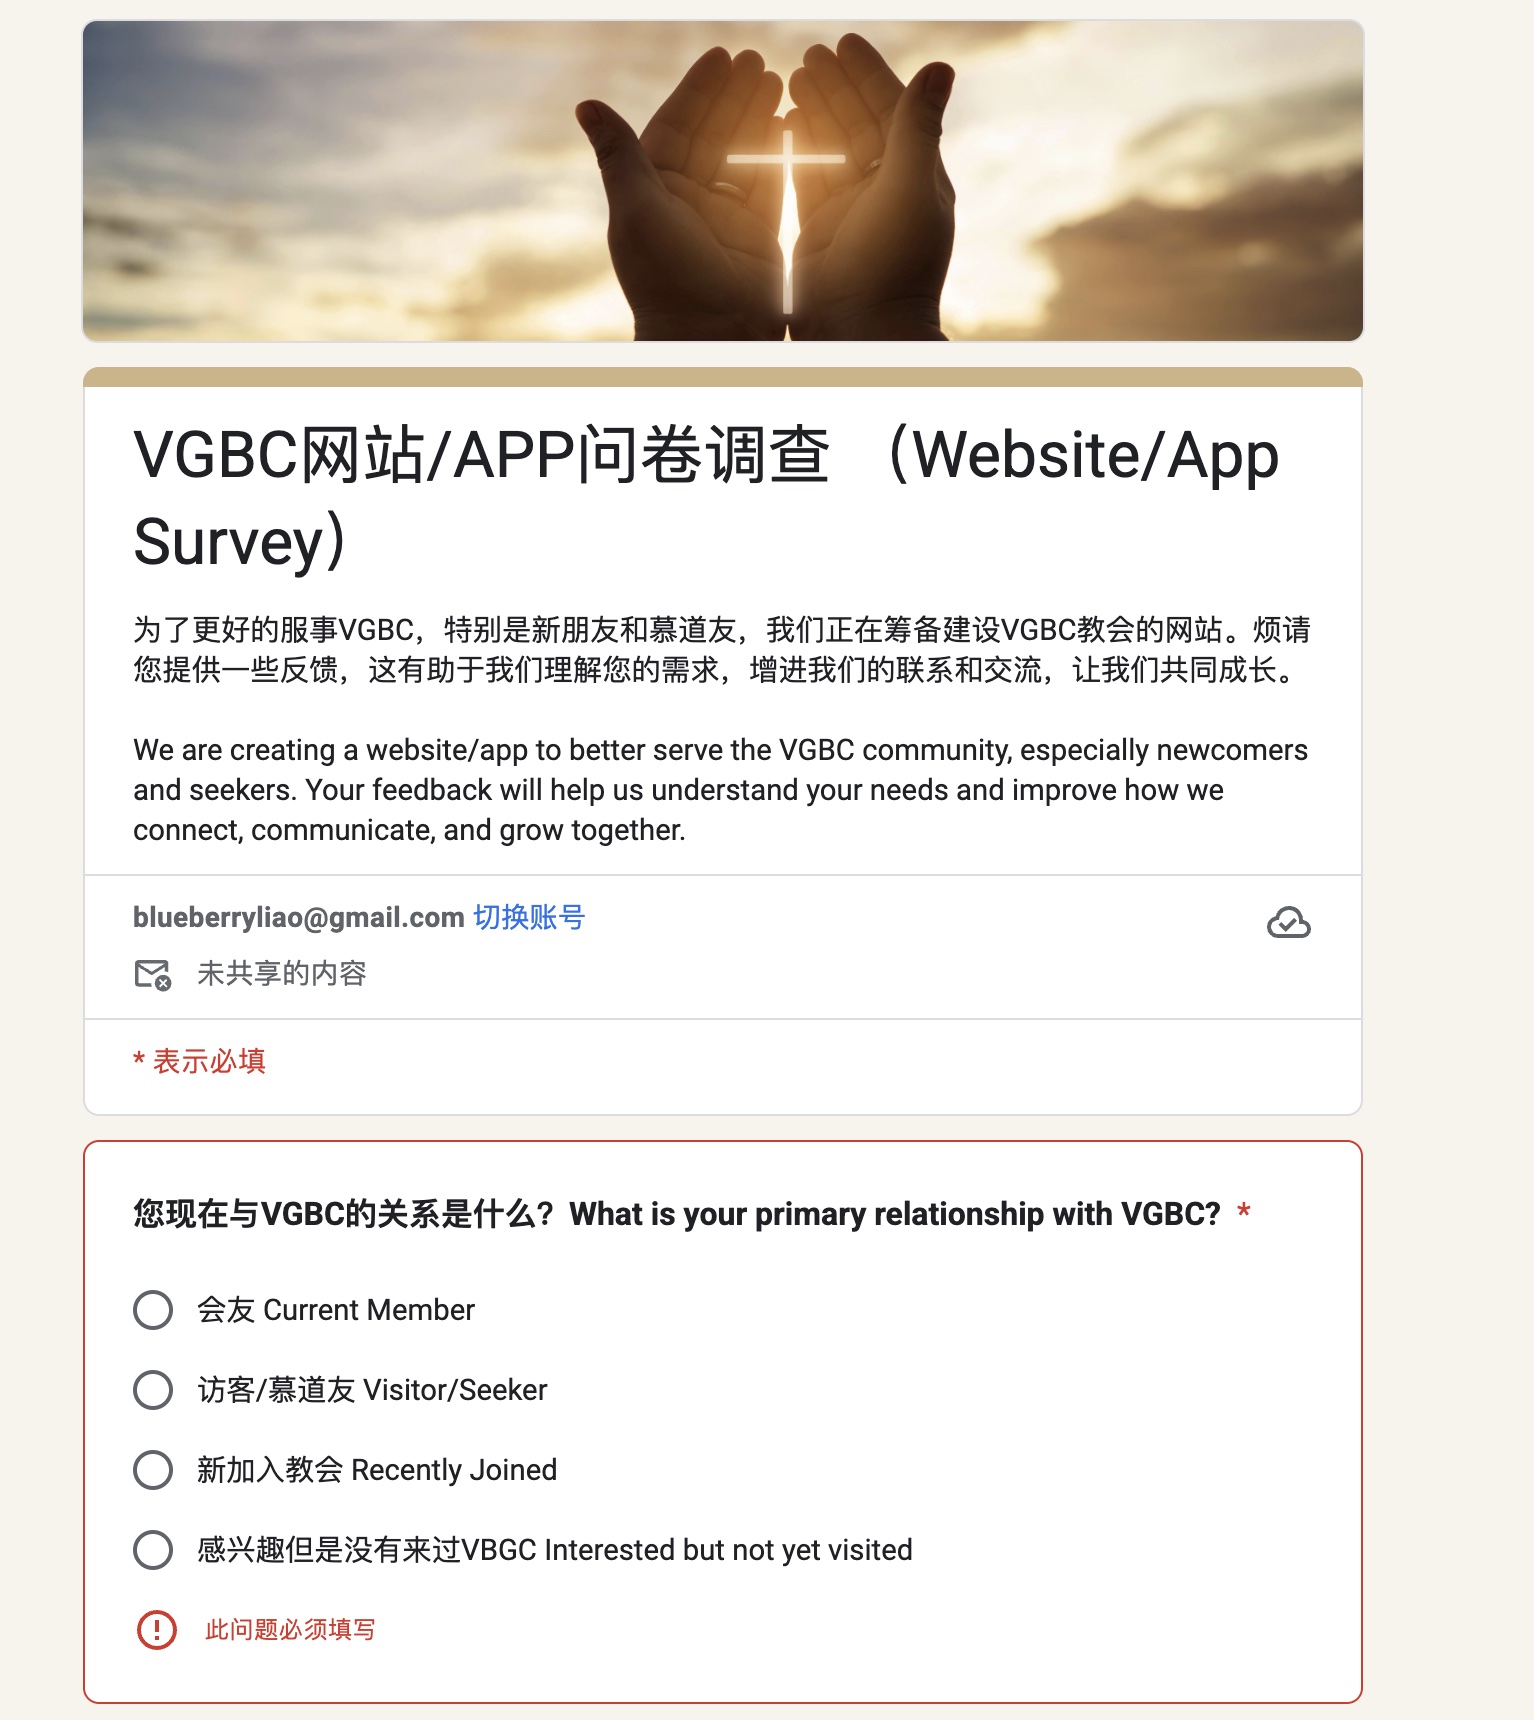 VGBC网站/APP问卷调查 （Website/App
Survey）
为了更好的服事VGBC，特别是新朋友和慕道友，我们正在筹备建设VGBC教会的网站。烦请
您提供一些反馈，这有助于我们理解您的需求，增进我们的联系和交流，让我们共同成长。
We are creating a website/app to better serve the VGBC community, especially newcomers
and seekers. Your feedback will help us understand your needs and improve how we
connect, communicate, and grow together.
blueberryliao@gmail.com 切换账号
未共享的内容
* 表示必填
您现在与VGBC的关系是什么？What is your primary relationship with VGBC? *
会友 Current Member
访客/慕道友 Visitor/Seeker
新加入教会 Recently Joined
感兴趣但是没有来过VBGC Interested but not yet visited
此问题必须填写